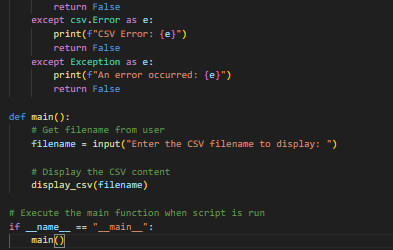 return False
    except csv.Error as e:
        print(f"CSV Error: {e}")
        return False
    except Exception as e:
        print(f"An error occurred: {e}")
        return False

def main():
    # Get filename from user
    filename = input("Enter the CSV filename to display: ")

    # Display the CSV content
    display_csv(filename)

# Execute the main function when script is run
if __name__ == "__main__":
    main()